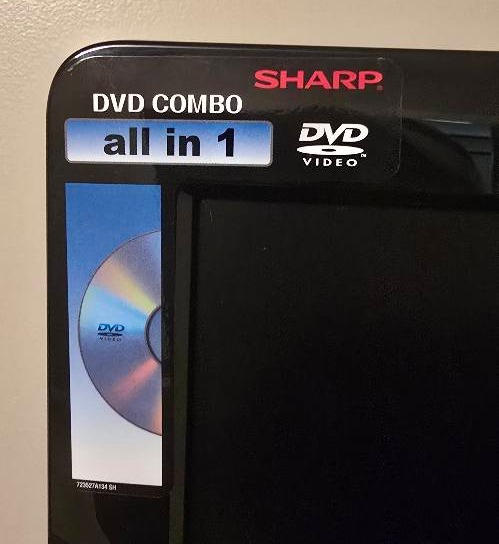 SHARP
DVD COMBO
all in 1
DVD
VIDEO
DVD
VIDEO
723527A134 SH